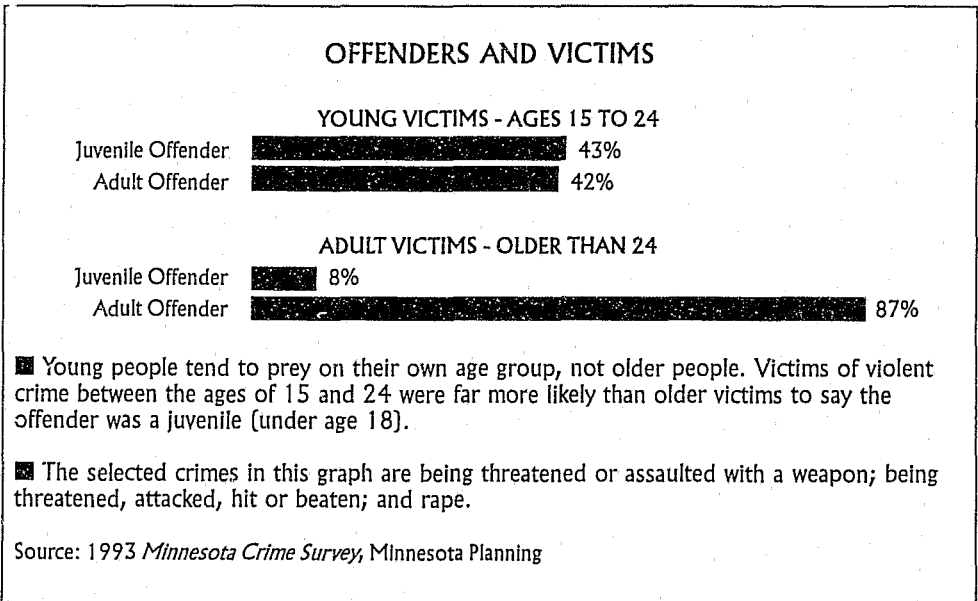 OFFENDERS AND VICTIMS
YOUNG VICTIMS - AGES 15 TO 24
Juvenile Offender 43%
Adult Offender 42%
ADULT VICTIMS - OLDER THAN 24
Juvenile Offender 8%
Adult Offender 87%
■ Young people tend to prey on their own age group, not older people. Victims of violent
crime between the ages of 15 and 24 were far more likely than older victims to say the
offender was a juvenile (under age 18).
■ The selected crimes in this graph are being threatened or assaulted with a weapon; being
threatened, attacked, hit or beaten; and rape.
Source: 1993 Minnesota Crime Survey, Minnesota Planning